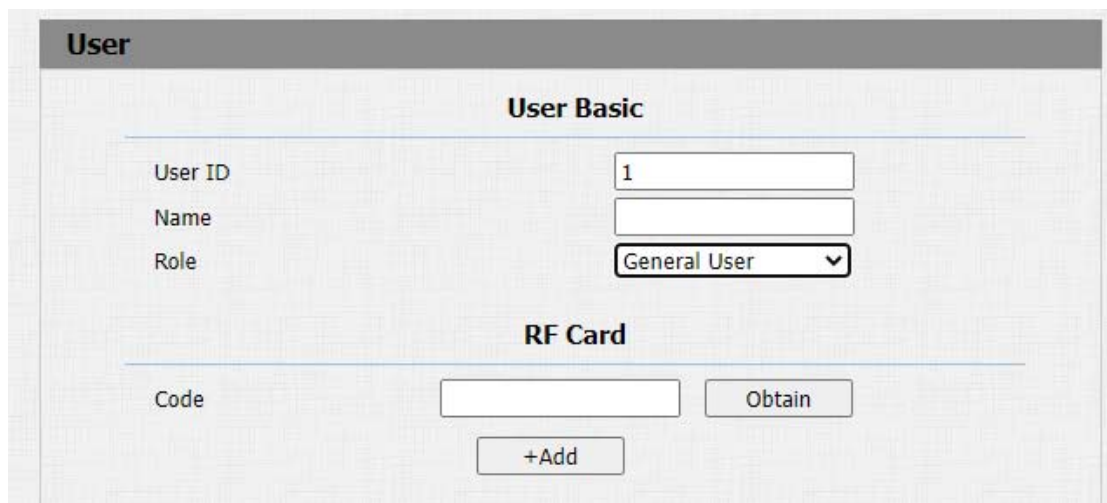 User
User Basic
User ID 1
Name
Role General User
RF Card
Code Obtain
+Add